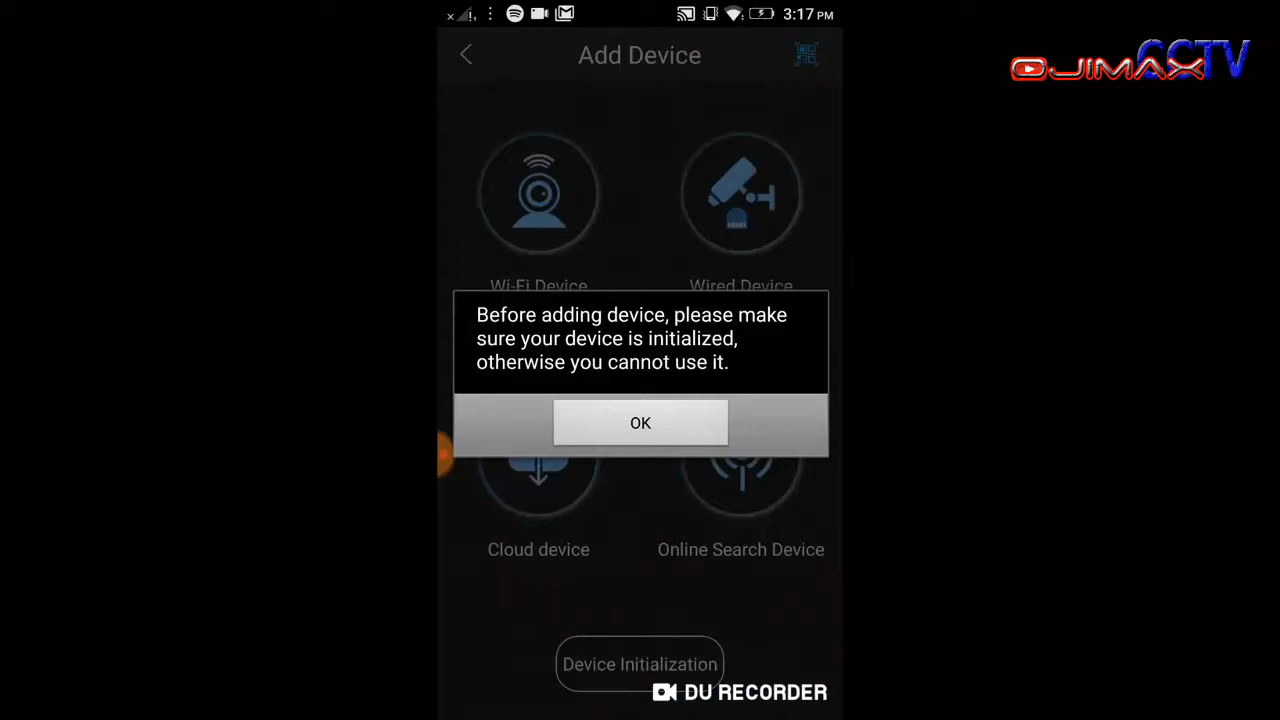 3:17 PM
OJIMAX CCTV
Add Device
Wi-Fi Device
Wired Device
Before adding device, please make
sure your device is initialized,
otherwise you cannot use it.
OK
Cloud device
Online Search Device
Device Initialization
DU RECORDER